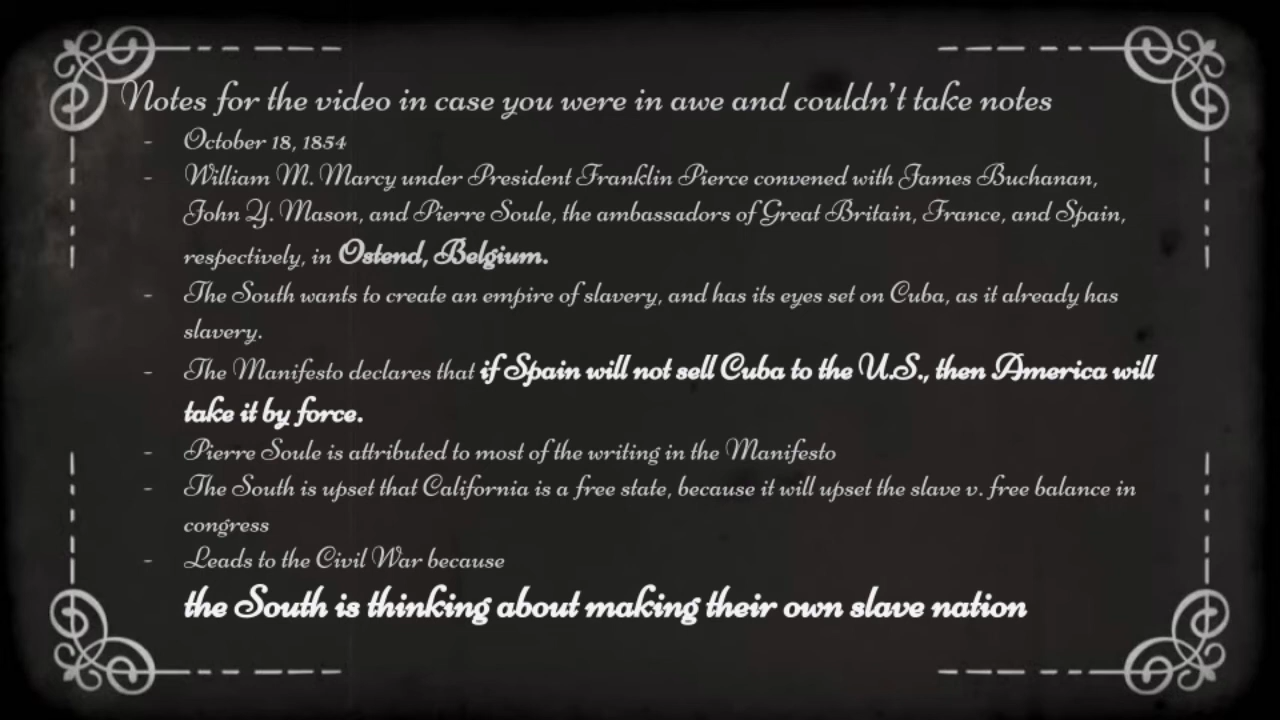 Notes for the video in case you were in awe and couldn't take notes
- October 18, 1854
- William M. Marcy under President Franklin Pierce convened with James Buchanan,
John Y. Mason, and Pierre Soule, the ambassadors of Great Britain, France, and Spain,
respectively, in Ostend, Belgium.
- The South wants to create an empire of slavery, and has its eyes set on Cuba, as it already has
slavery.
- The Manifesto declares that if Spain will not sell Cuba to the U.S., then America will
take it by force.
- Pierre Soule is attributed to most of the writing in the Manifesto
- The South is upset that California is a free state, because it will upset the slave v. free balance in
congress
- Leads to the Civil War because
the South is thinking about making their own slave nation